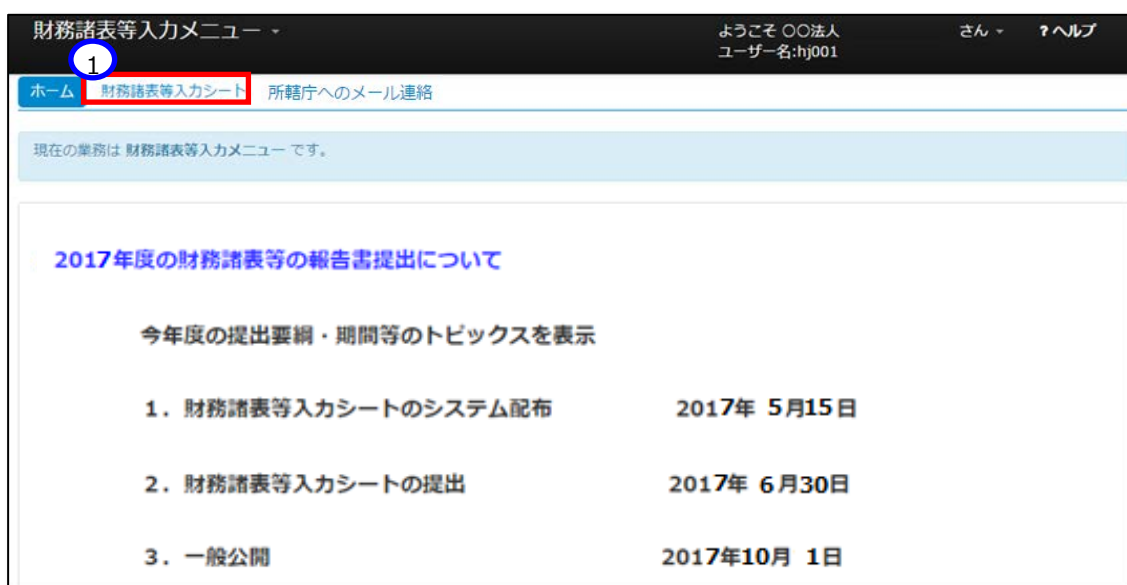 財務諸表等入力メニュー
ようこそ 〇〇法人 さん ?ヘルプ
ユーザー名:hj001
1
ホーム 財務諸表等入力シート 所轄庁へのメール連絡
現在の業務は 財務諸表等入力メニュー です。
2017年度の財務諸表等の報告書提出について
今年度の提出要綱・期間等のトピックスを表示
1．財務諸表等入力シートのシステム配布 2017年 5月15日
2．財務諸表等入力シートの提出 2017年 6月30日
3．一般公開 2017年10月 1日